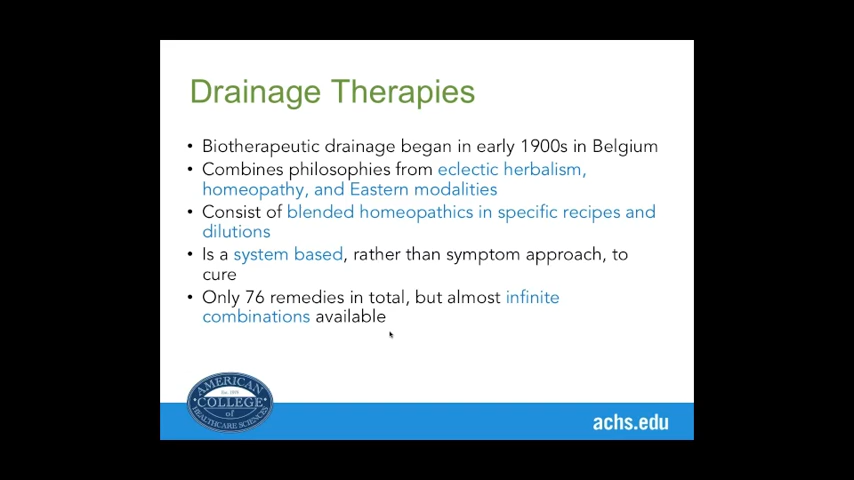 Drainage Therapies
• Biotherapeutic drainage began in early 1900s in Belgium
• Combines philosophies from eclectic herbalism,
homeopathy, and Eastern modalities
• Consist of blended homeopathics in specific recipes and
dilutions
• Is a system based, rather than symptom approach, to
cure
• Only 76 remedies in total, but almost infinite
combinations available
AMERICAN
COLLEGE
of
HEALTHCARE SCIENCES
achs.edu